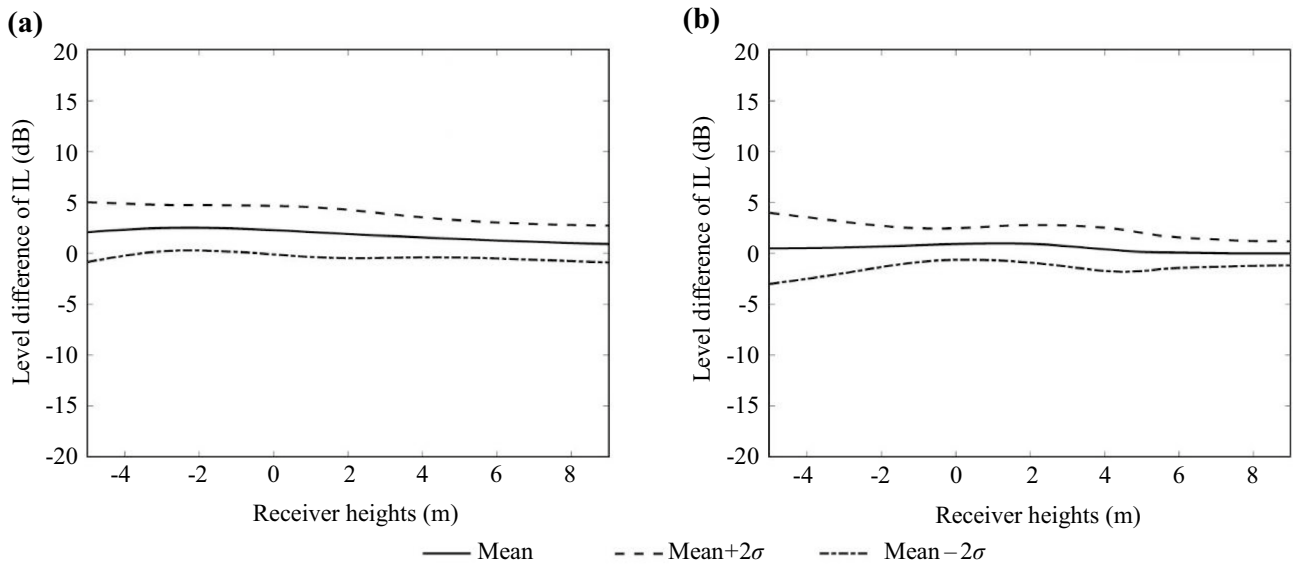 (a)
20
15
10
5
0
-5
-10
-15
-20
Level difference of IL (dB)
-4 -2 0 2 4 6 8
Receiver heights (m)
(b)
20
15
10
5
0
-5
-10
-15
-20
Level difference of IL (dB)
-4 -2 0 2 4 6 8
Receiver heights (m)
Mean Mean+2σ Mean−2σ